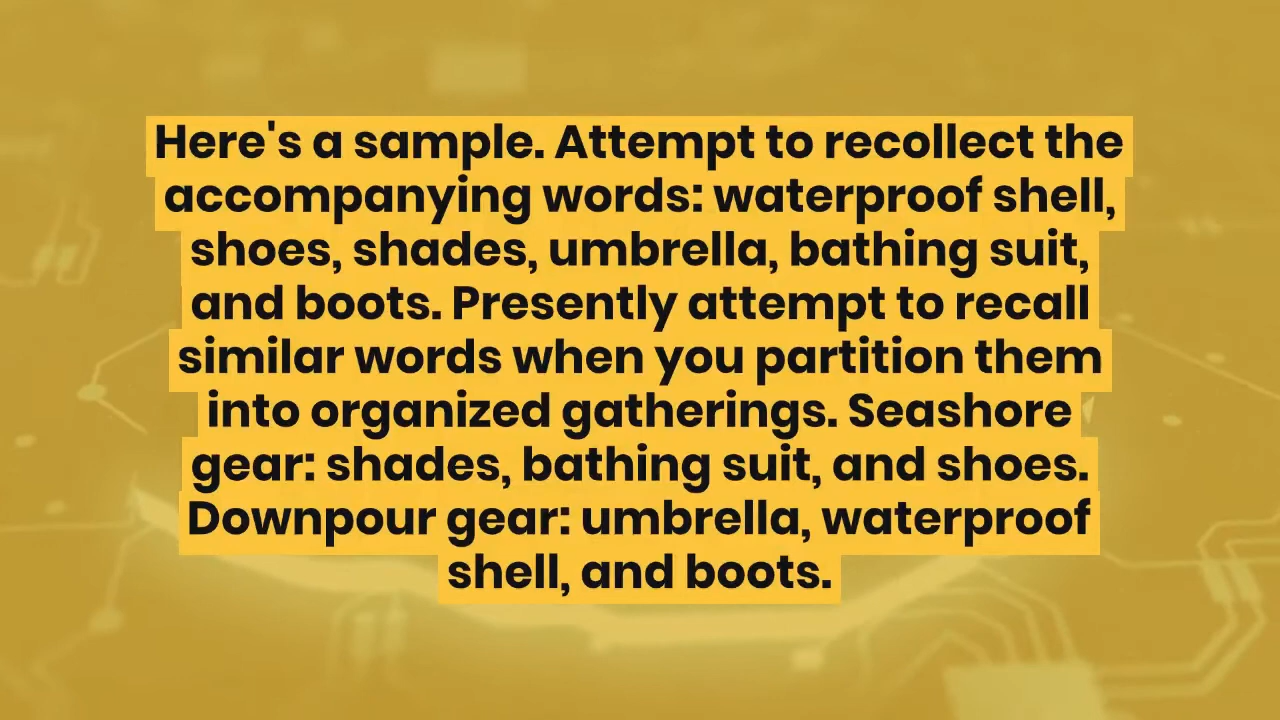 Here's a sample. Attempt to recollect the
accompanying words: waterproof shell,
shoes, shades, umbrella, bathing suit,
and boots. Presently attempt to recall
similar words when you partition them
into organized gatherings. Seashore
gear: shades, bathing suit, and shoes.
Downpour gear: umbrella, waterproof
shell, and boots.